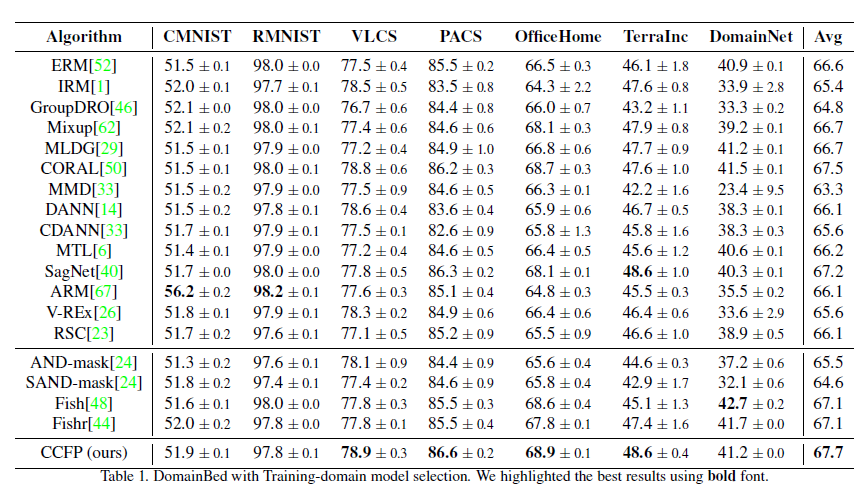 Algorithm CMNIST RMNIST VLCS PACS OfficeHome TerraInc DomainNet Avg
ERM[52] 51.5 ± 0.1 98.0 ± 0.0 77.5 ± 0.4 85.5 ± 0.2 66.5 ± 0.3 46.1 ± 1.8 40.9 ± 0.1 66.6
IRM[1] 52.0 ± 0.1 97.7 ± 0.1 78.5 ± 0.5 83.5 ± 0.8 64.3 ± 2.2 47.6 ± 0.8 33.9 ± 2.8 65.4
GroupDRO[46] 52.1 ± 0.0 98.0 ± 0.0 76.7 ± 0.6 84.4 ± 0.8 66.0 ± 0.7 43.2 ± 1.1 33.3 ± 0.2 64.8
Mixup[62] 52.1 ± 0.2 98.0 ± 0.1 77.4 ± 0.6 84.6 ± 0.6 68.1 ± 0.3 47.9 ± 0.8 39.2 ± 0.1 66.7
MLDG[29] 51.5 ± 0.1 97.9 ± 0.0 77.2 ± 0.4 84.9 ± 1.0 66.8 ± 0.6 47.7 ± 0.9 41.2 ± 0.1 66.7
CORAL[50] 51.5 ± 0.1 98.0 ± 0.1 78.8 ± 0.6 86.2 ± 0.3 68.7 ± 0.3 47.6 ± 1.0 41.5 ± 0.1 67.5
MMD[33] 51.5 ± 0.2 97.9 ± 0.0 77.5 ± 0.9 84.6 ± 0.5 66.3 ± 0.1 42.2 ± 1.6 23.4 ± 9.5 63.3
DANN[14] 51.5 ± 0.2 97.8 ± 0.1 78.6 ± 0.4 83.6 ± 0.4 65.9 ± 0.6 46.7 ± 0.5 38.3 ± 0.1 66.1
CDANN[33] 51.7 ± 0.1 97.9 ± 0.1 77.5 ± 0.1 82.6 ± 0.9 65.8 ± 1.3 45.8 ± 1.6 38.3 ± 0.3 65.6
MTL[6] 51.4 ± 0.1 97.9 ± 0.0 77.2 ± 0.4 84.6 ± 0.5 66.4 ± 0.5 45.6 ± 1.2 40.6 ± 0.1 66.2
SagNet[40] 51.7 ± 0.0 98.0 ± 0.0 77.8 ± 0.5 86.3 ± 0.2 68.1 ± 0.1 48.6 ± 1.0 40.3 ± 0.1 67.2
ARM[67] 56.2 ± 0.2 98.2 ± 0.1 77.6 ± 0.3 85.1 ± 0.4 64.8 ± 0.3 45.5 ± 0.3 35.5 ± 0.2 66.1
V-REx[26] 51.8 ± 0.1 97.9 ± 0.1 78.3 ± 0.2 84.9 ± 0.6 66.4 ± 0.6 46.4 ± 0.6 33.6 ± 2.9 65.6
RSC[23] 51.7 ± 0.2 97.6 ± 0.1 77.1 ± 0.5 85.2 ± 0.9 65.5 ± 0.9 46.6 ± 1.0 38.9 ± 0.5 66.1
AND-mask[24] 51.3 ± 0.2 97.6 ± 0.1 78.1 ± 0.9 84.4 ± 0.9 65.6 ± 0.4 44.6 ± 0.3 37.2 ± 0.6 65.5
SAND-mask[24] 51.8 ± 0.2 97.4 ± 0.1 77.4 ± 0.2 84.6 ± 0.9 65.8 ± 0.4 42.9 ± 1.7 32.1 ± 0.6 64.6
Fish[48] 51.6 ± 0.1 98.0 ± 0.0 77.8 ± 0.3 85.5 ± 0.3 68.6 ± 0.4 45.1 ± 1.3 42.7 ± 0.2 67.1
Fishr[44] 52.0 ± 0.2 97.8 ± 0.0 77.8 ± 0.1 85.5 ± 0.4 67.8 ± 0.1 47.4 ± 1.6 41.7 ± 0.0 67.1
CCFP (ours) 51.9 ± 0.1 97.8 ± 0.1 78.9 ± 0.3 86.6 ± 0.2 68.9 ± 0.1 48.6 ± 0.4 41.2 ± 0.0 67.7
Table 1. DomainBed with Training-domain model selection. We highlighted the best results using bold font.